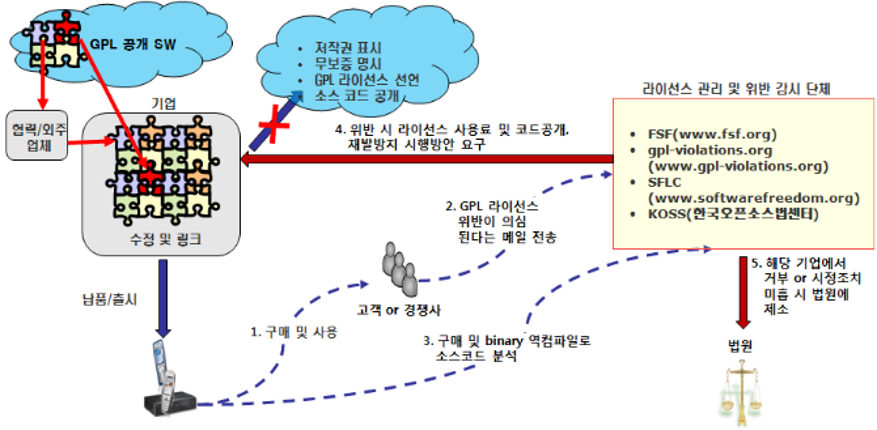 GPL 공개 SW
• 저작권 표시
• 무보증 명시
• GPL 라이선스 선언
• 소스 코드 공개
기업
협력/외주
업체
수정 및 링크
4. 위반 시 라이선스 사용료 및 코드공개,
재발방지 시행방안 요구
라이선스 관리 및 위반 감시 단체
• FSF(www.fsf.org)
• gpl-violations.org
(www.gpl-violations.org)
• SFLC
(www.softwarefreedom.org)
• KOSS(한국오픈소스법센터)
2. GPL 라이선스
위반이 의심
된다는 메일 전송
납품/출시
1. 구매 및 사용
고객 or 경쟁사
3. 구매 및 binary 역컴파일로
소스코드 분석
5. 해당 기업에서
거부 or 시정조치
미흡 시 법원에
제소
법원